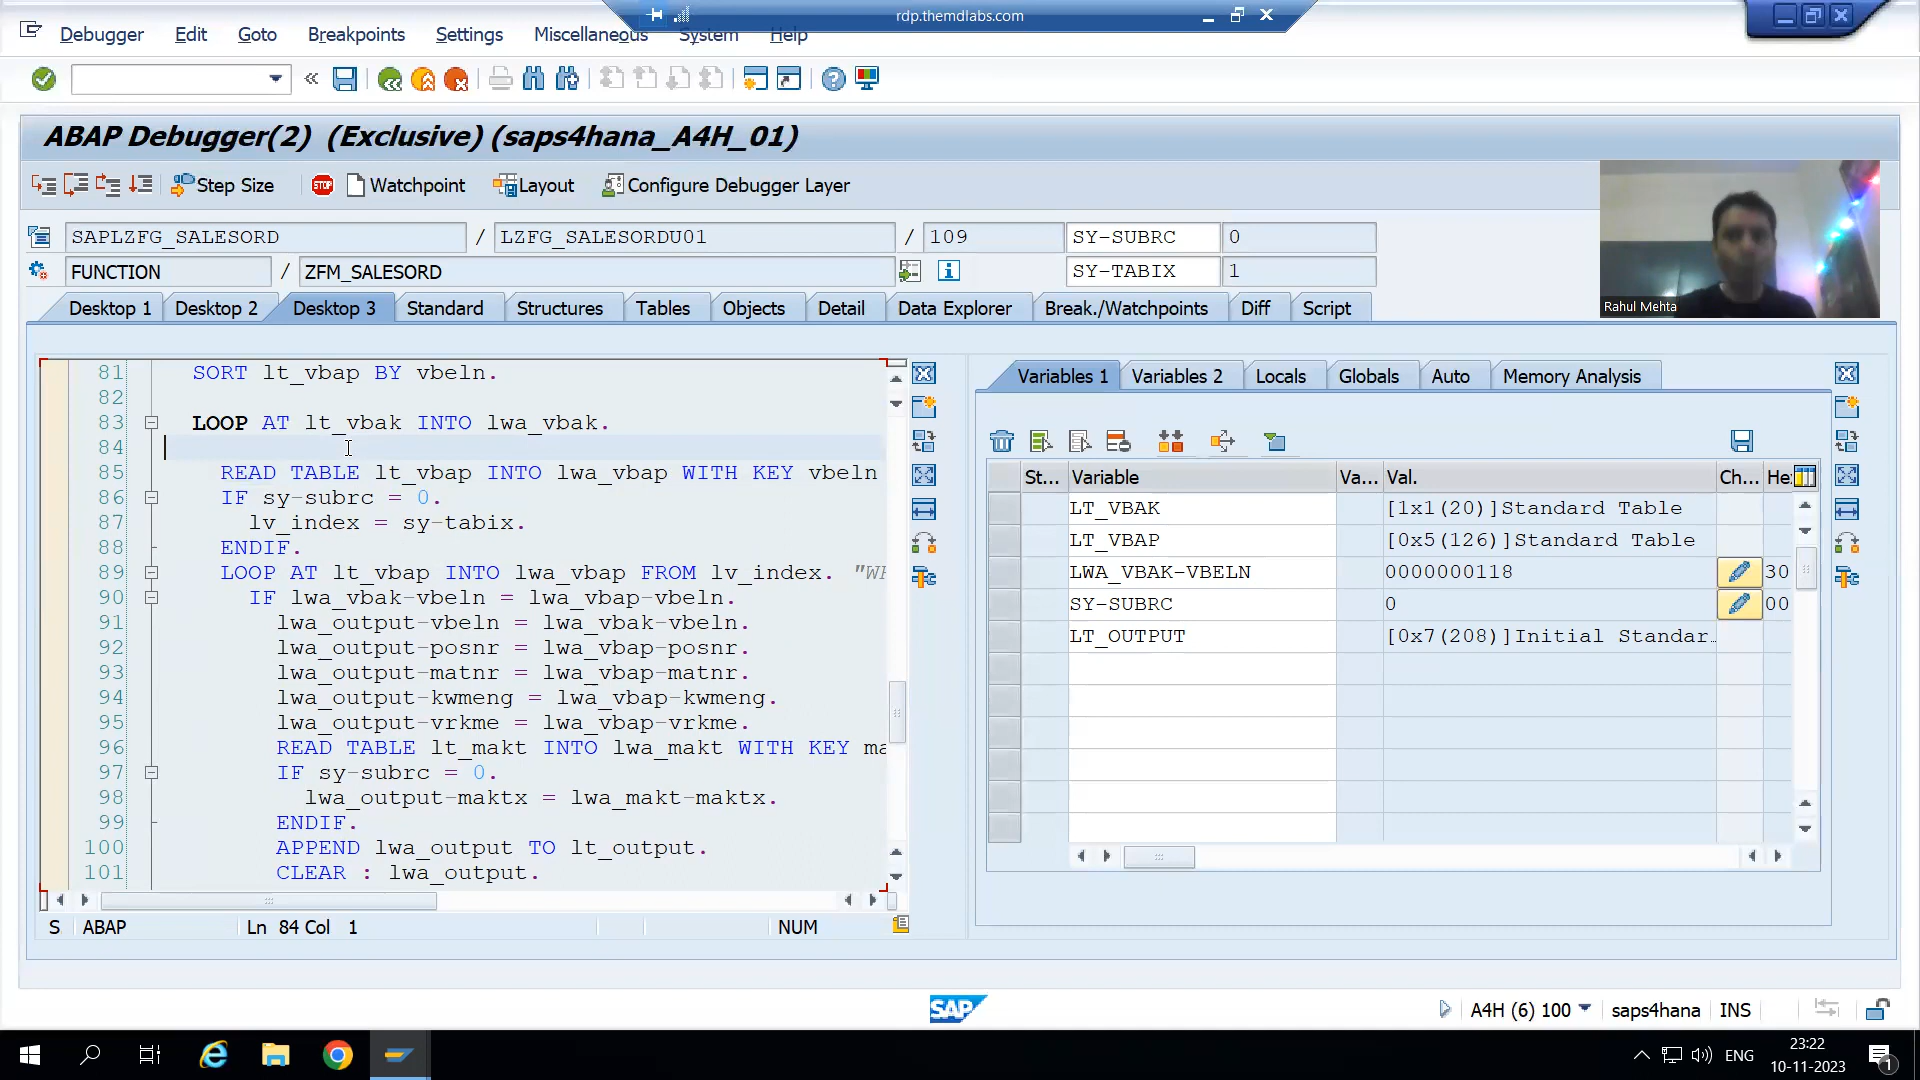 rdp.themdlabs.com
Debugger Edit Goto Breakpoints Settings Miscellaneous System Help
ABAP Debugger(2) (Exclusive) (saps4hana_A4H_01)
Step Size STOP Watchpoint Layout Configure Debugger Layer
SAPLZFG_SALESORD / LZFG_SALESORDU01 / 109 SY-SUBRC 0
FUNCTION / ZFM_SALESORD SY-TABIX 1
Rahul Mehta
Desktop 1 Desktop 2 Desktop 3 Standard Structures Tables Objects Detail Data Explorer Break./Watchpoints Diff Script
81 SORT lt_vbap BY vbeln.
82
83 LOOP AT lt_vbak INTO lwa_vbak.
84
85 READ TABLE lt_vbap INTO lwa_vbap WITH KEY vbeln
86 IF sy-subrc = 0.
87 lv_index = sy-tabix.
88 ENDIF.
89 LOOP AT lt_vbap INTO lwa_vbap FROM lv_index.
90 IF lwa_vbak-vbeln = lwa_vbap-vbeln.
91 lwa_output-vbeln = lwa_vbak-vbeln.
92 lwa_output-posnr = lwa_vbap-posnr.
93 lwa_output-matnr = lwa_vbap-matnr.
94 lwa_output-kwmeng = lwa_vbap-kwmeng.
95 lwa_output-vrkme = lwa_vbap-vrkme.
96 READ TABLE lt_makt INTO lwa_makt WITH KEY ma
97 IF sy-subrc = 0.
98 lwa_output-maktx = lwa_makt-maktx.
99 ENDIF.
100 APPEND lwa_output TO lt_output.
101 CLEAR : lwa_output.
S ABAP Ln 84 Col 1 NUM
Variables 1 Variables 2 Locals Globals Auto Memory Analysis
St... Variable Va... Val. Ch... Hex
LT_VBAK [1x1(20)]Standard Table
LT_VBAP [0x5(126)]Standard Table
LWA_VBAK-VBELN 0000000118 30
SY-SUBRC 0 00
LT_OUTPUT [0x7(208)]Initial Standar..
SAP A4H (6) 100 saps4hana INS
ENG 23:22
10-11-2023 1